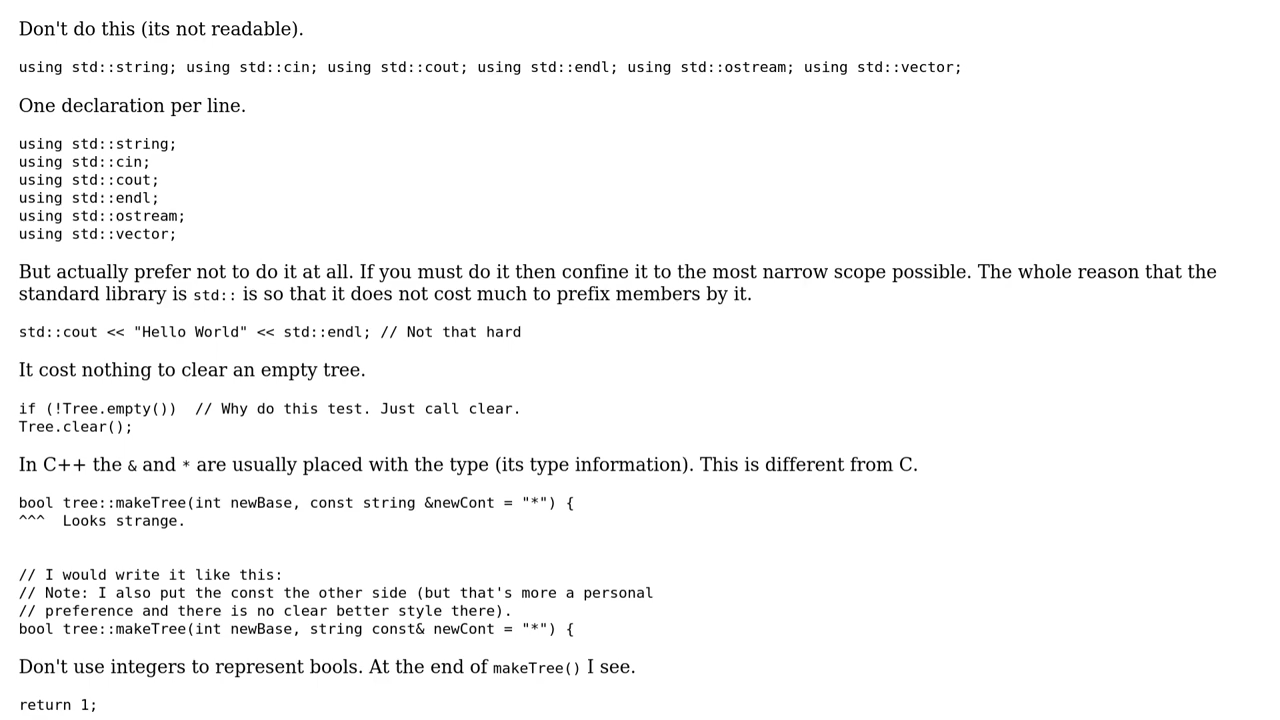 Don't do this (its not readable).
using std::string; using std::cin; using std::cout; using std::endl; using std::ostream; using std::vector;
One declaration per line.
using std::string;
using std::cin;
using std::cout;
using std::endl;
using std::ostream;
using std::vector;
But actually prefer not to do it at all. If you must do it then confine it to the most narrow scope possible. The whole reason that the
standard library is std:: is so that it does not cost much to prefix members by it.
std::cout << "Hello World" << std::endl; // Not that hard
It cost nothing to clear an empty tree.
if (!Tree.empty())  // Why do this test. Just call clear.
Tree.clear();
In C++ the & and * are usually placed with the type (its type information). This is different from C.
bool tree::makeTree(int newBase, const string &newCont = "*") {
^^^  Looks strange.
// I would write it like this:
// Note: I also put the const the other side (but that's more a personal
// preference and there is no clear better style there).
bool tree::makeTree(int newBase, string const& newCont = "*") {
Don't use integers to represent bools. At the end of makeTree() I see.
return 1;